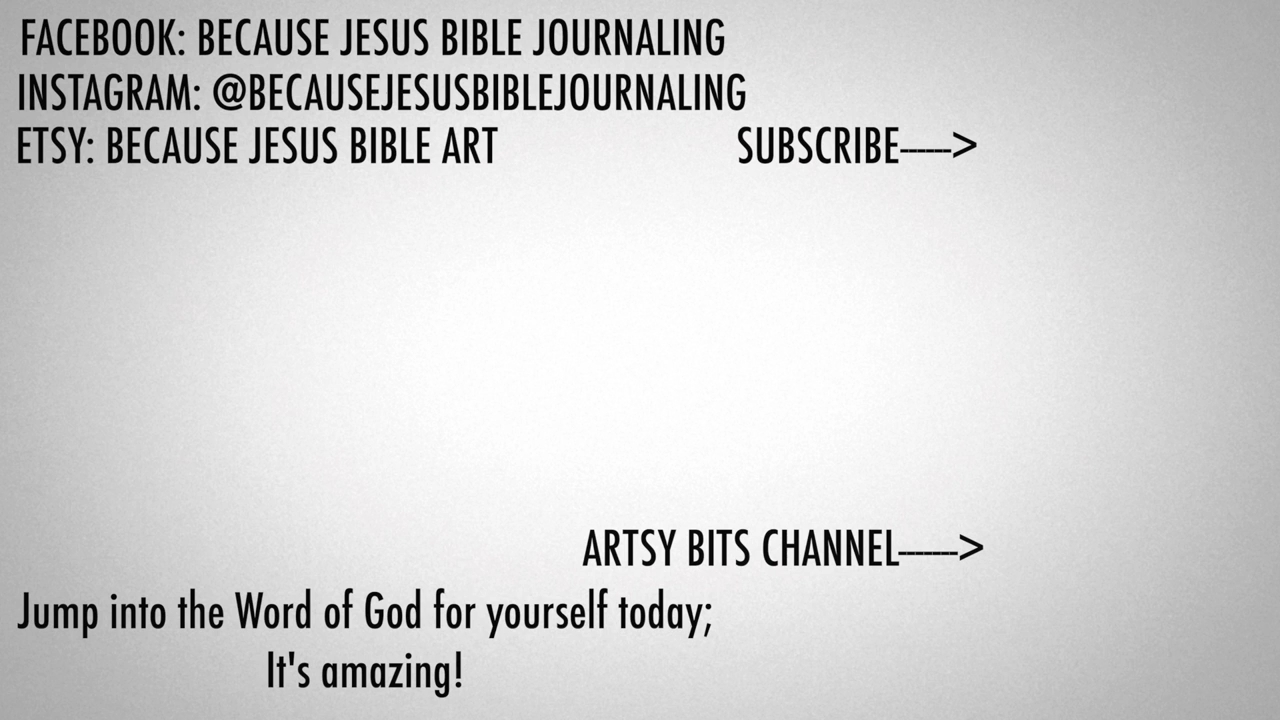 FACEBOOK: BECAUSE JESUS BIBLE JOURNALING
INSTAGRAM: @BECAUSEJESUSBIBLEJOURNALING
ETSY: BECAUSE JESUS BIBLE ART
SUBSCRIBE------>
ARTSY BITS CHANNEL------->
Jump into the Word of God for yourself today;
It's amazing!